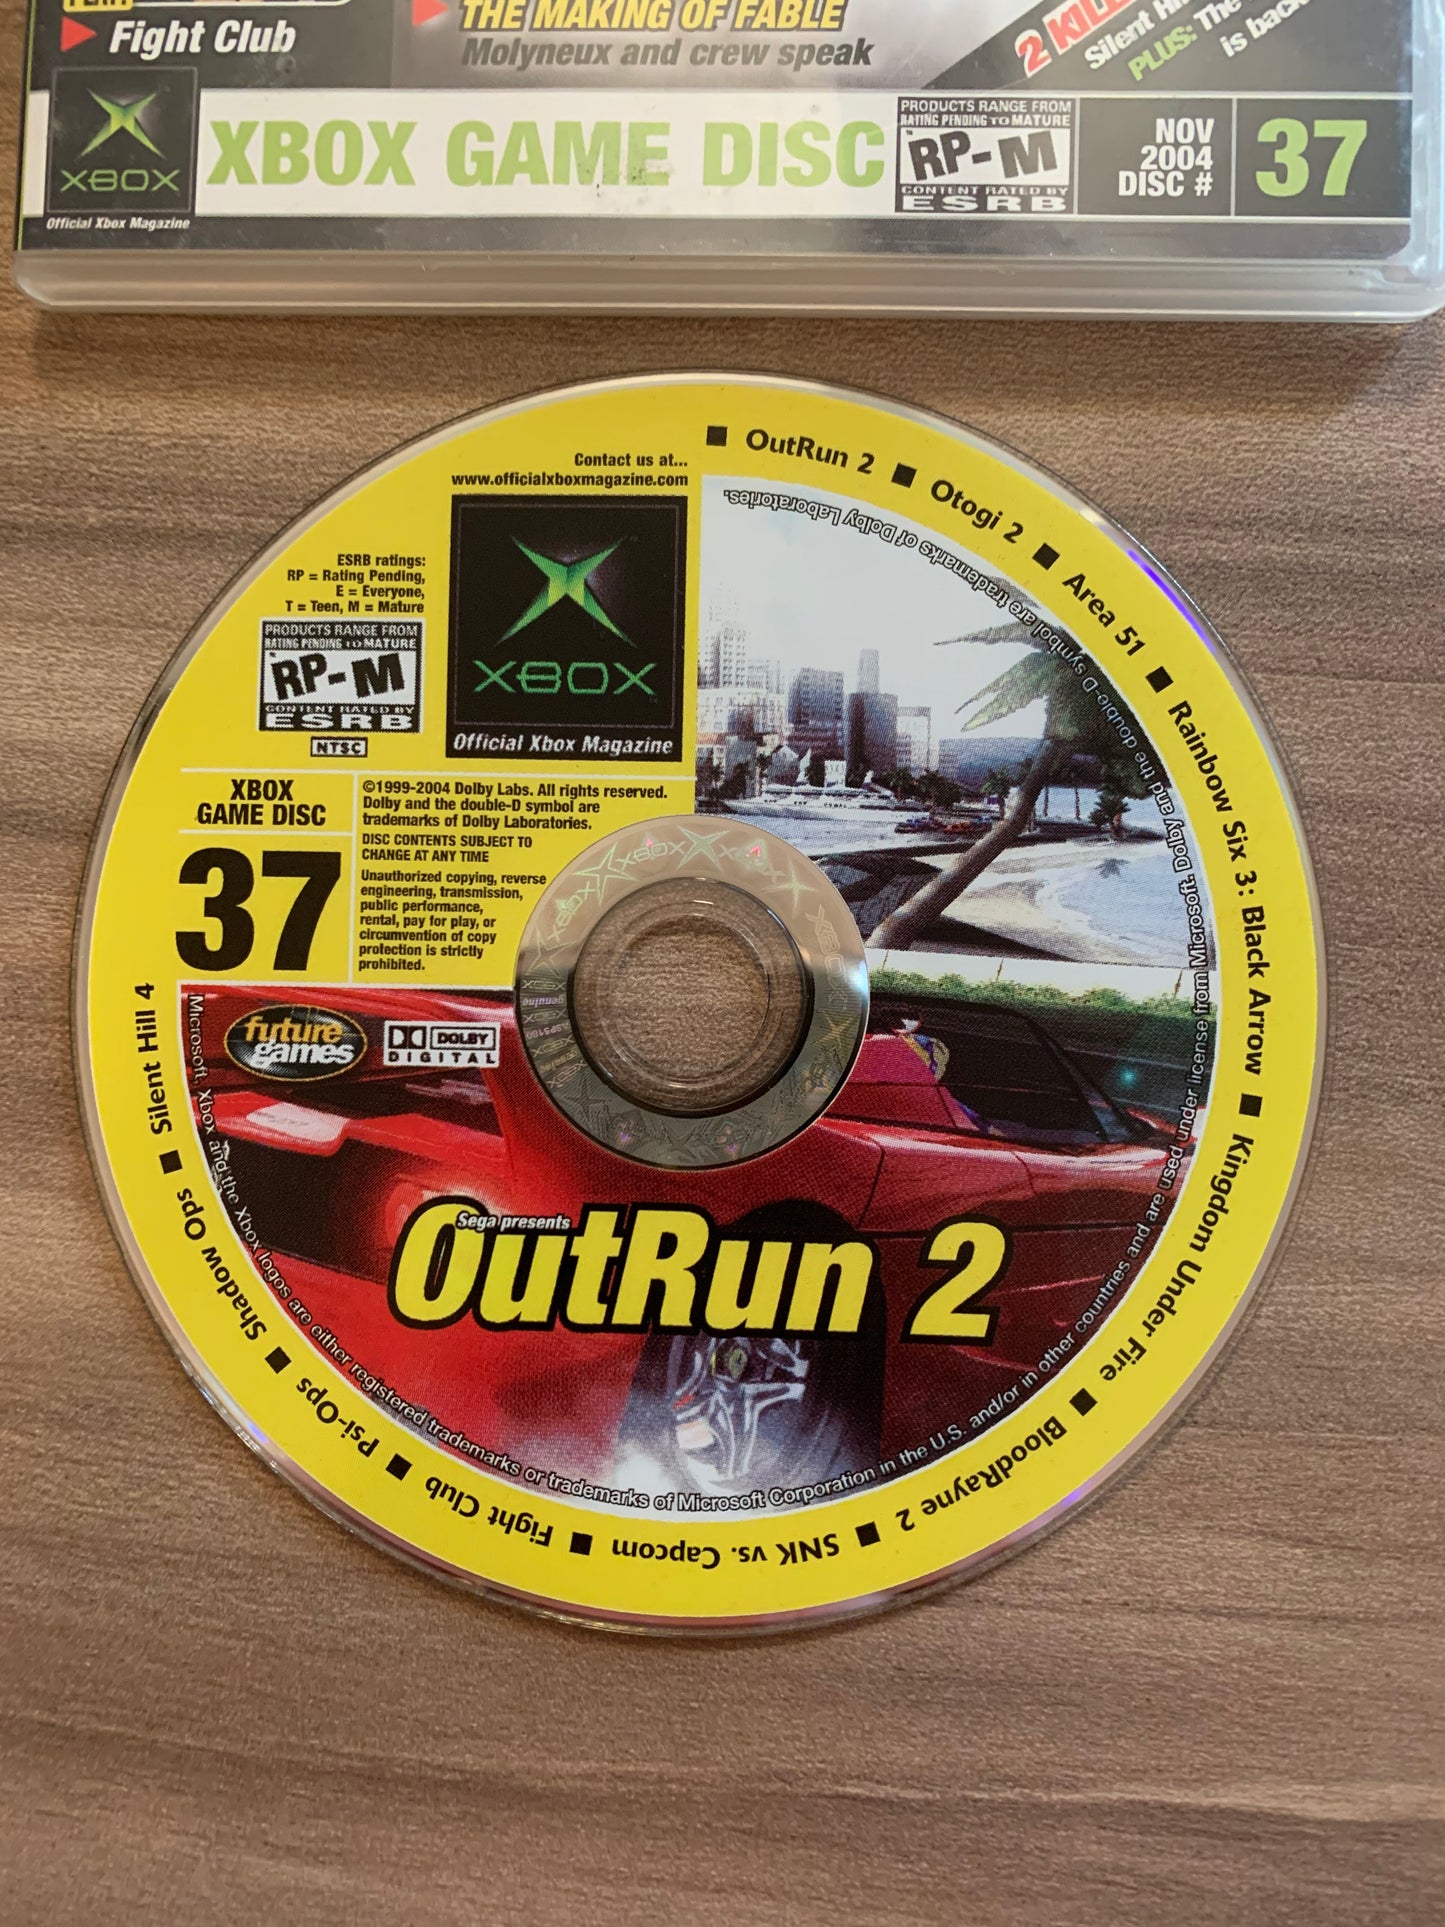 Fight Club
THE MAKING OF FABLE
Molyneux and crew speak
Silent Hi
PLUS: The
is back
XBOX
Official Xbox Magazine
XBOX GAME DISC
PRODUCTS RANGE FROM
RATING PENDING TO MATURE
RP-M
CONTENT RATED BY
ESRB
NOV
2004
DISC #
37
Contact us at...
www.officialxboxmagazine.com
ESRB ratings:
RP = Rating Pending,
E = Everyone,
T = Teen, M = Mature
PRODUCTS RANGE FROM
RATING PENDING TO MATURE
RP-M
CONTENT RATED BY
ESRB
NTSC
XBOX
Official Xbox Magazine
XBOX
GAME DISC
37
©1999-2004 Dolby Labs. All rights reserved.
Dolby and the double-D symbol are
trademarks of Dolby Laboratories.
DISC CONTENTS SUBJECT TO
CHANGE AT ANY TIME
Unauthorized copying, reverse
engineering, transmission,
public performance,
rental, pay for play, or
circumvention of copy
protection is strictly
prohibited.
future
games
DOLBY
DIGITAL
Sega presents
OutRun 2
■ OutRun 2 ■ Otogi 2 ■ Area 51 ■ Rainbow Six 3: Black Arrow ■ Kingdom Under Fire ■ BloodRayne 2 ■ SNK vs. Capcom ■ Fight Club ■ Psi-Ops ■ Shadow Ops ■ Silent Hill 4
Microsoft, Xbox and the Xbox logos are either registered trademarks or trademarks of Microsoft Corporation in the U.S. and/or in other countries and are used under license from Microsoft. Dolby and the double-D symbol are trademarks of Dolby Laboratories.